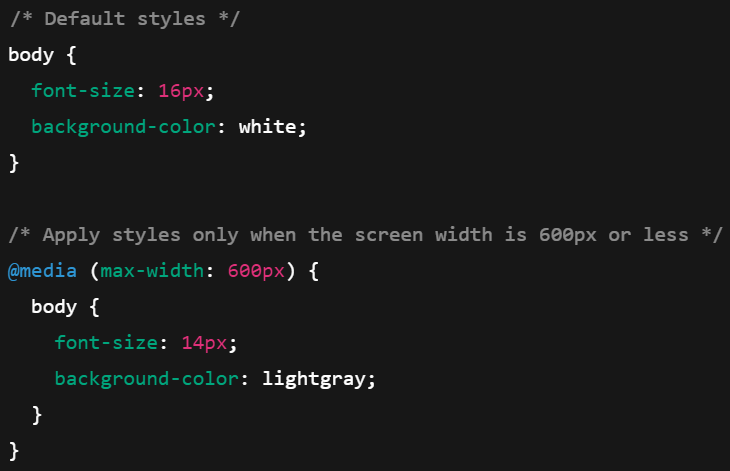 /* Default styles */
body {
  font-size: 16px;
  background-color: white;
}

/* Apply styles only when the screen width is 600px or less */
@media (max-width: 600px) {
  body {
    font-size: 14px;
    background-color: lightgray;
  }
}